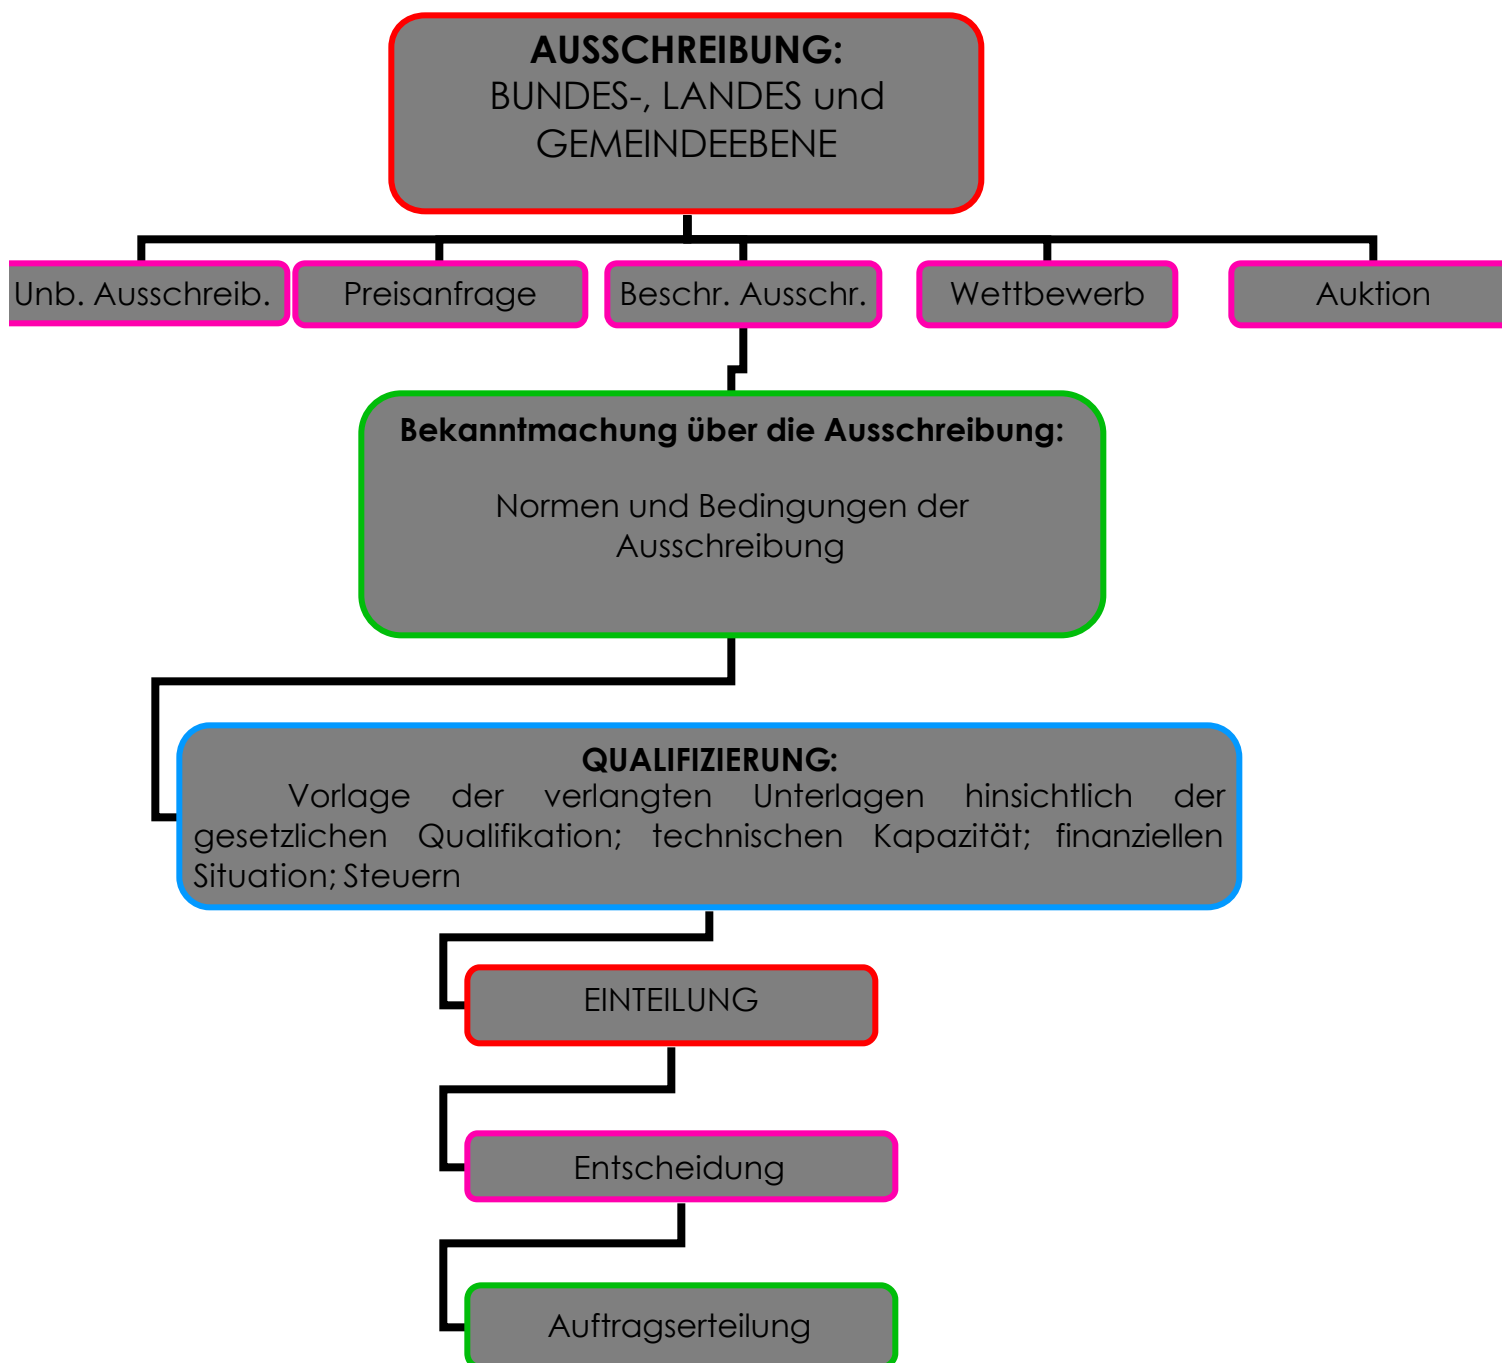 AUSSCHREIBUNG:
BUNDES-, LANDES und
GEMEINDEEBENE
Unb. Ausschreib.
Preisanfrage
Beschr. Ausschr.
Wettbewerb
Auktion
Bekanntmachung über die Ausschreibung:
Normen und Bedingungen der
Ausschreibung
QUALIFIZIERUNG:
Vorlage der verlangten Unterlagen hinsichtlich der
gesetzlichen Qualifikation; technischen Kapazität; finanziellen
Situation; Steuern
EINTEILUNG
Entscheidung
Auftragserteilung